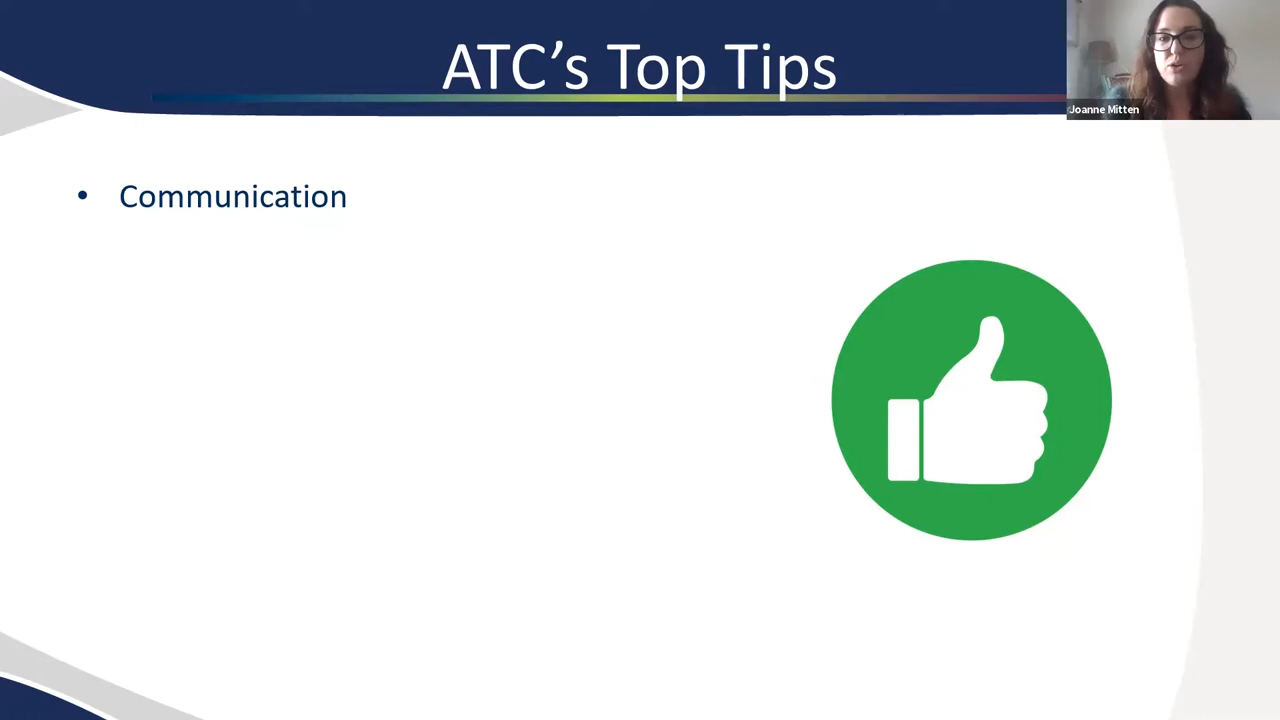 ATC’s Top Tips
Joanne Mitten
• Communication